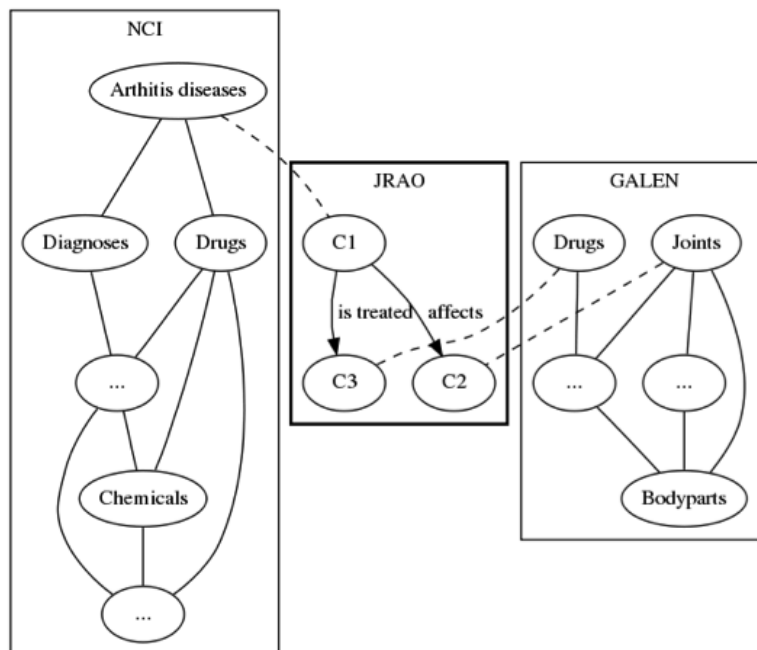 NCI
Arthitis diseases
Diagnoses
Drugs
...
Chemicals
...
JRAO
C1
is treated
affects
C3
C2
GALEN
Drugs
Joints
...
...
Bodyparts